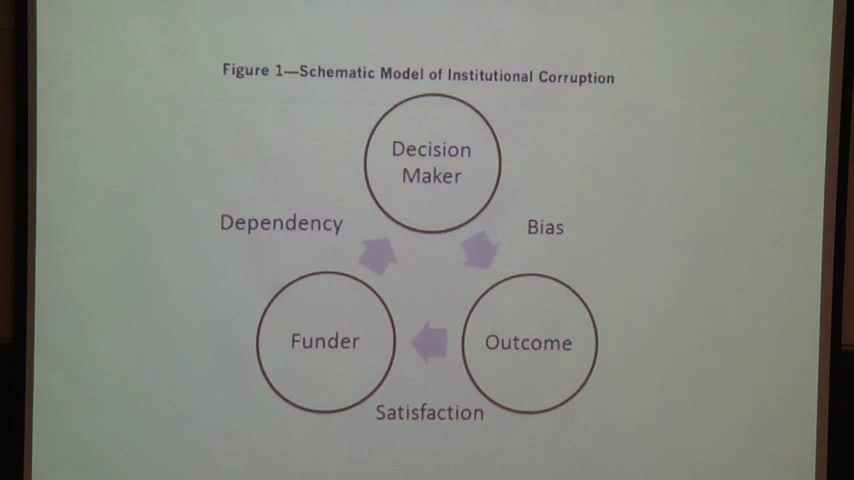 Figure 1—Schematic Model of Institutional Corruption
Decision
Maker
Dependency
Bias
Funder
Outcome
Satisfaction